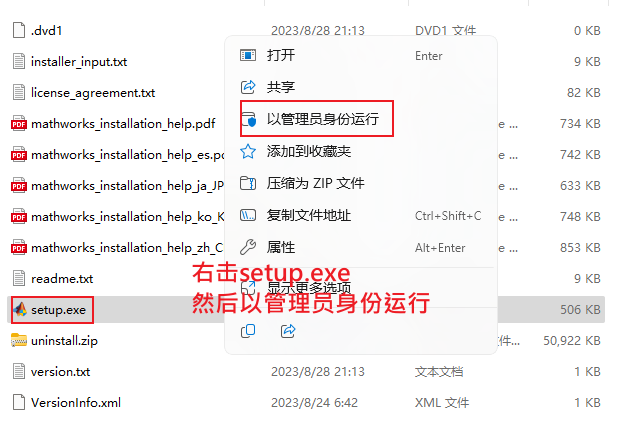 .dvd1 2023/8/28 21:13 DVD1 文件 0 KB
installer_input.txt 9 KB
打开 Enter
license_agreement.txt 82 KB
共享
mathworks_installation_help.pdf e ... 734 KB
以管理员身份运行
mathworks_installation_help_es.pd e ... 742 KB
添加到收藏夹
mathworks_installation_help_ja_JP e ... 633 KB
压缩为 ZIP 文件
mathworks_installation_help_ko_K e ... 748 KB
复制文件地址 Ctrl+Shift+C
mathworks_installation_help_zh_C e ... 853 KB
属性 Alt+Enter
readme.txt 9 KB
右击setup.exe
显示更多选项
然后以管理员身份运行
setup.exe 506 KB
uninstall.zip 件... 50,922 KB
version.txt 2023/8/28 21:13 文本文档 1 KB
VersionInfo.xml 2023/8/24 6:42 XML 文件 1 KB